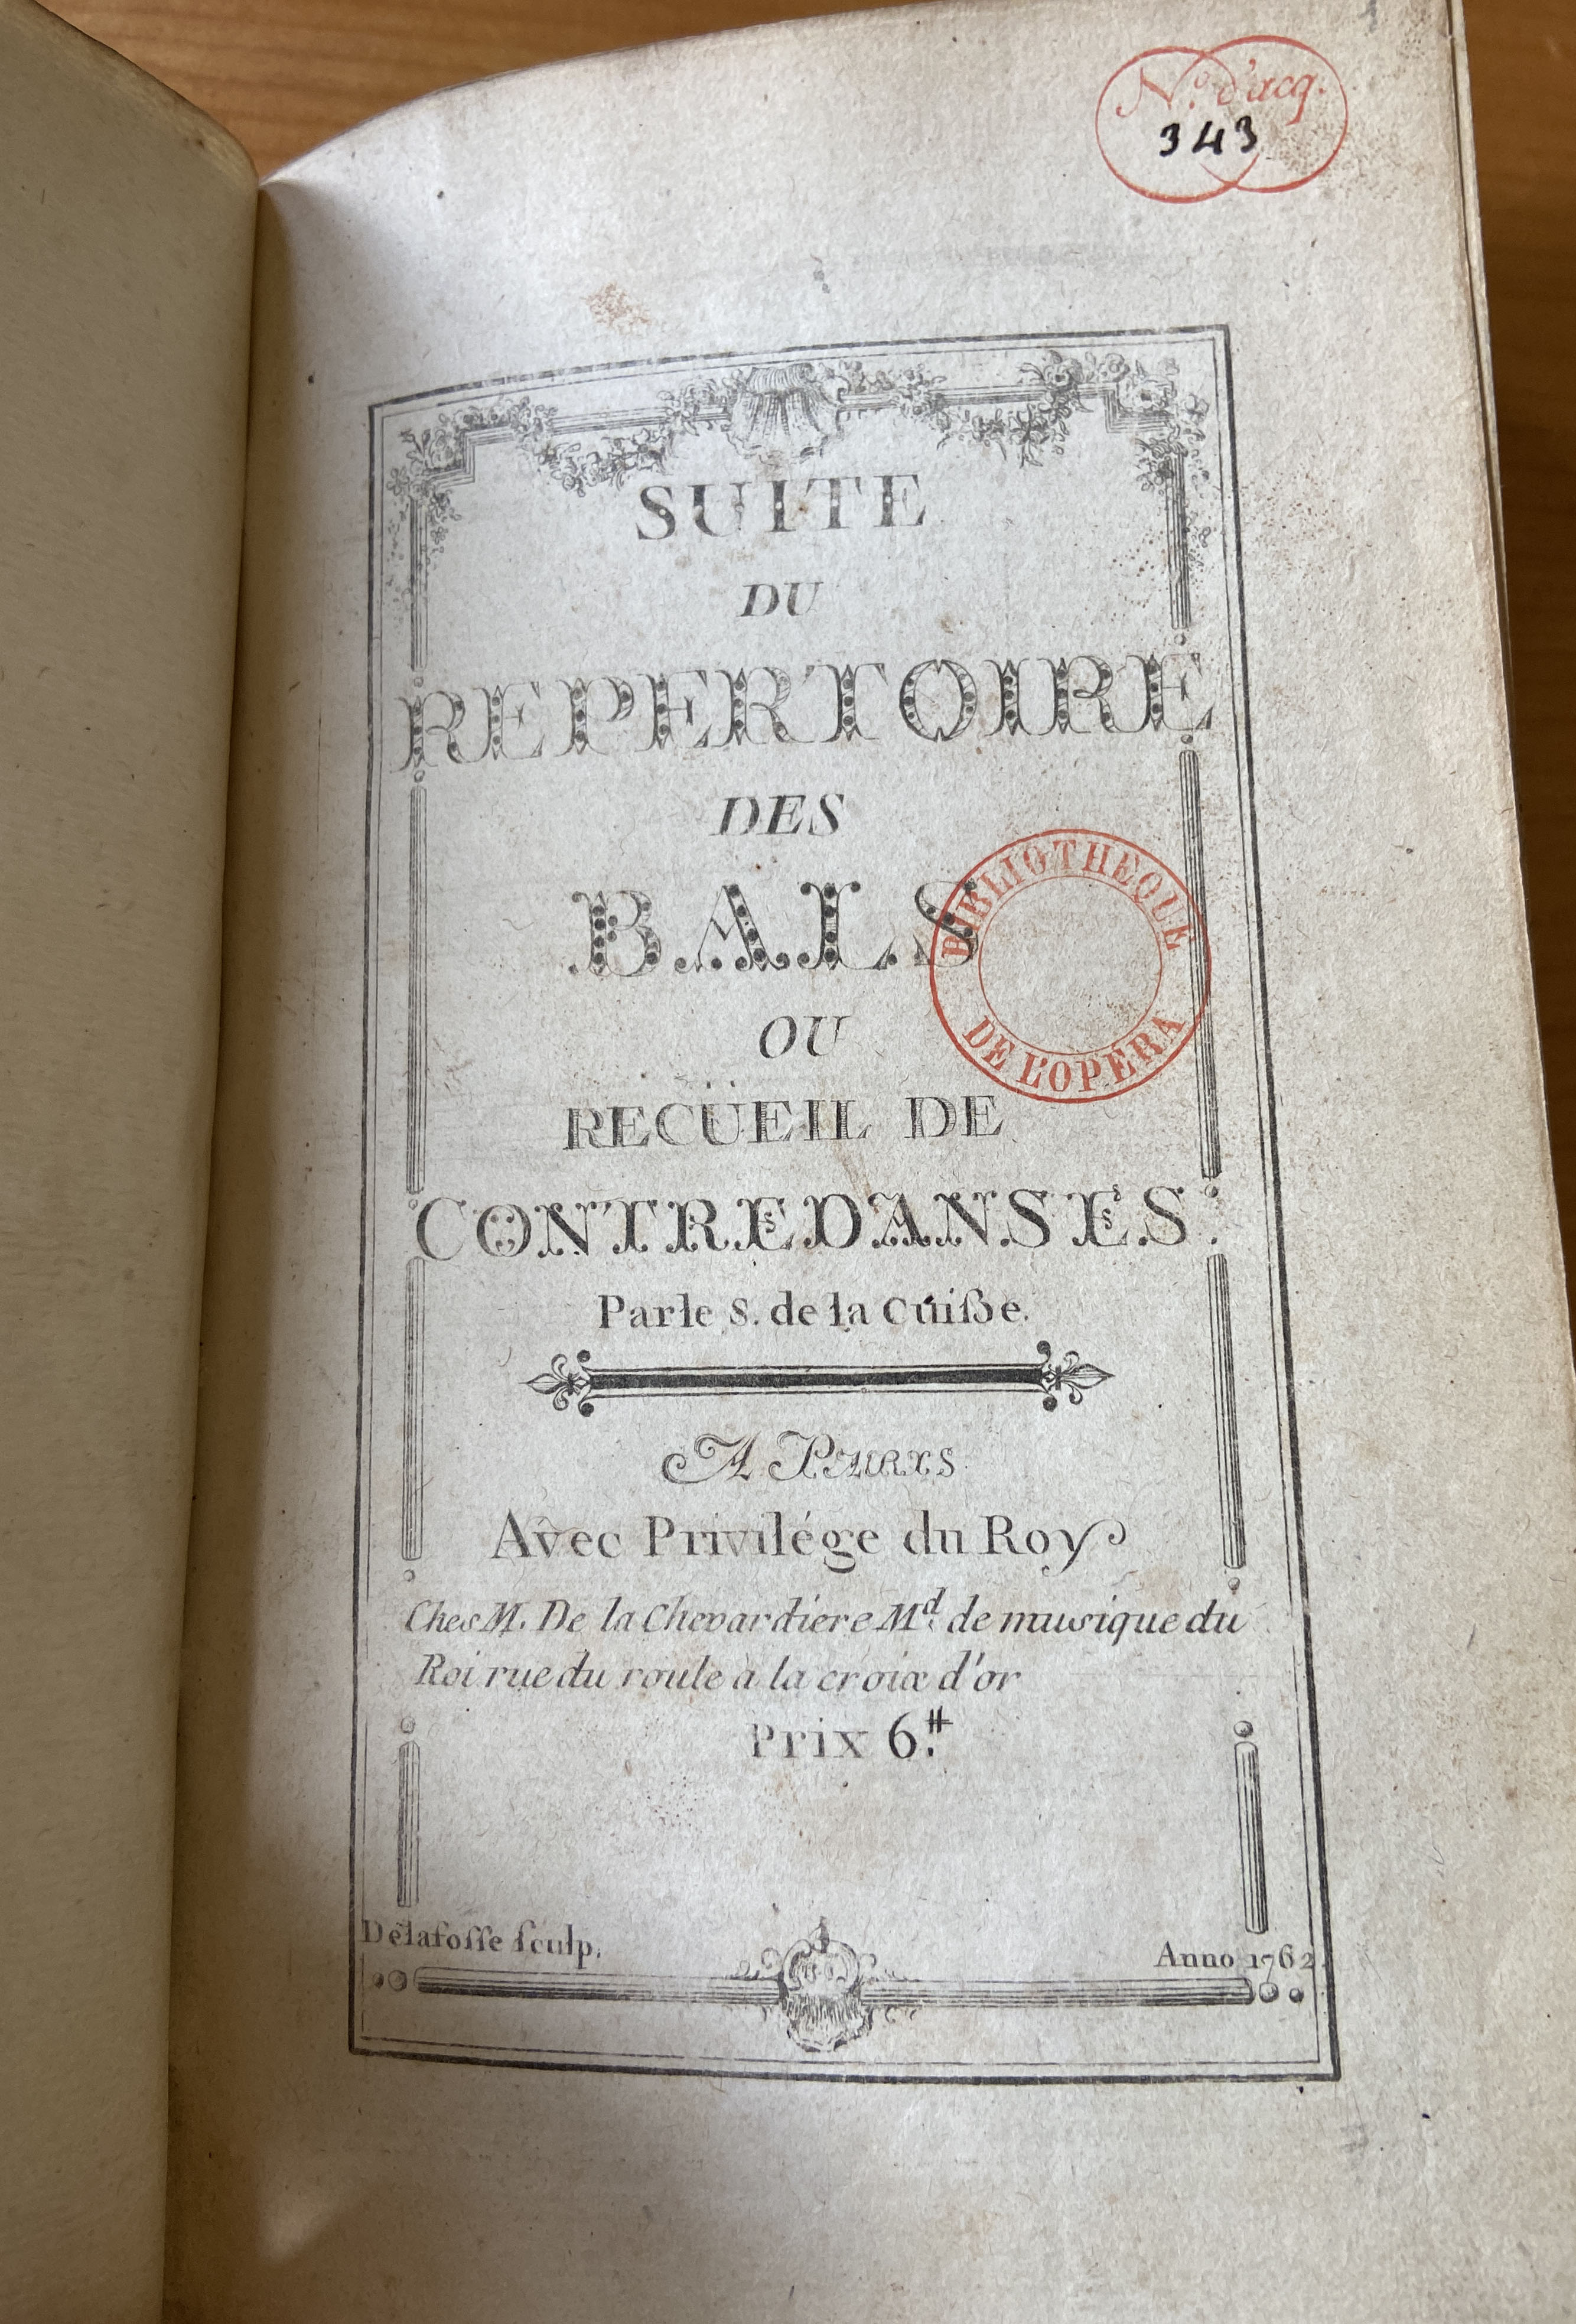 N.o d'acq.
343
SUITE
DU
REPERTOIRE
DES
BALS
OU
RECÜEIL DE
CONTREDANSES.
Par le S. de la Cuiße.
BIBLIOTHEQUE
DE L'OPÉRA
A PARIS
Avec Privilége du Roy
Ches M. De la Chevardiere Md. de musique du
Roi rue du roule à la croix d'or
Prix 6.#
Delafosse sculp.
Anno 1762.